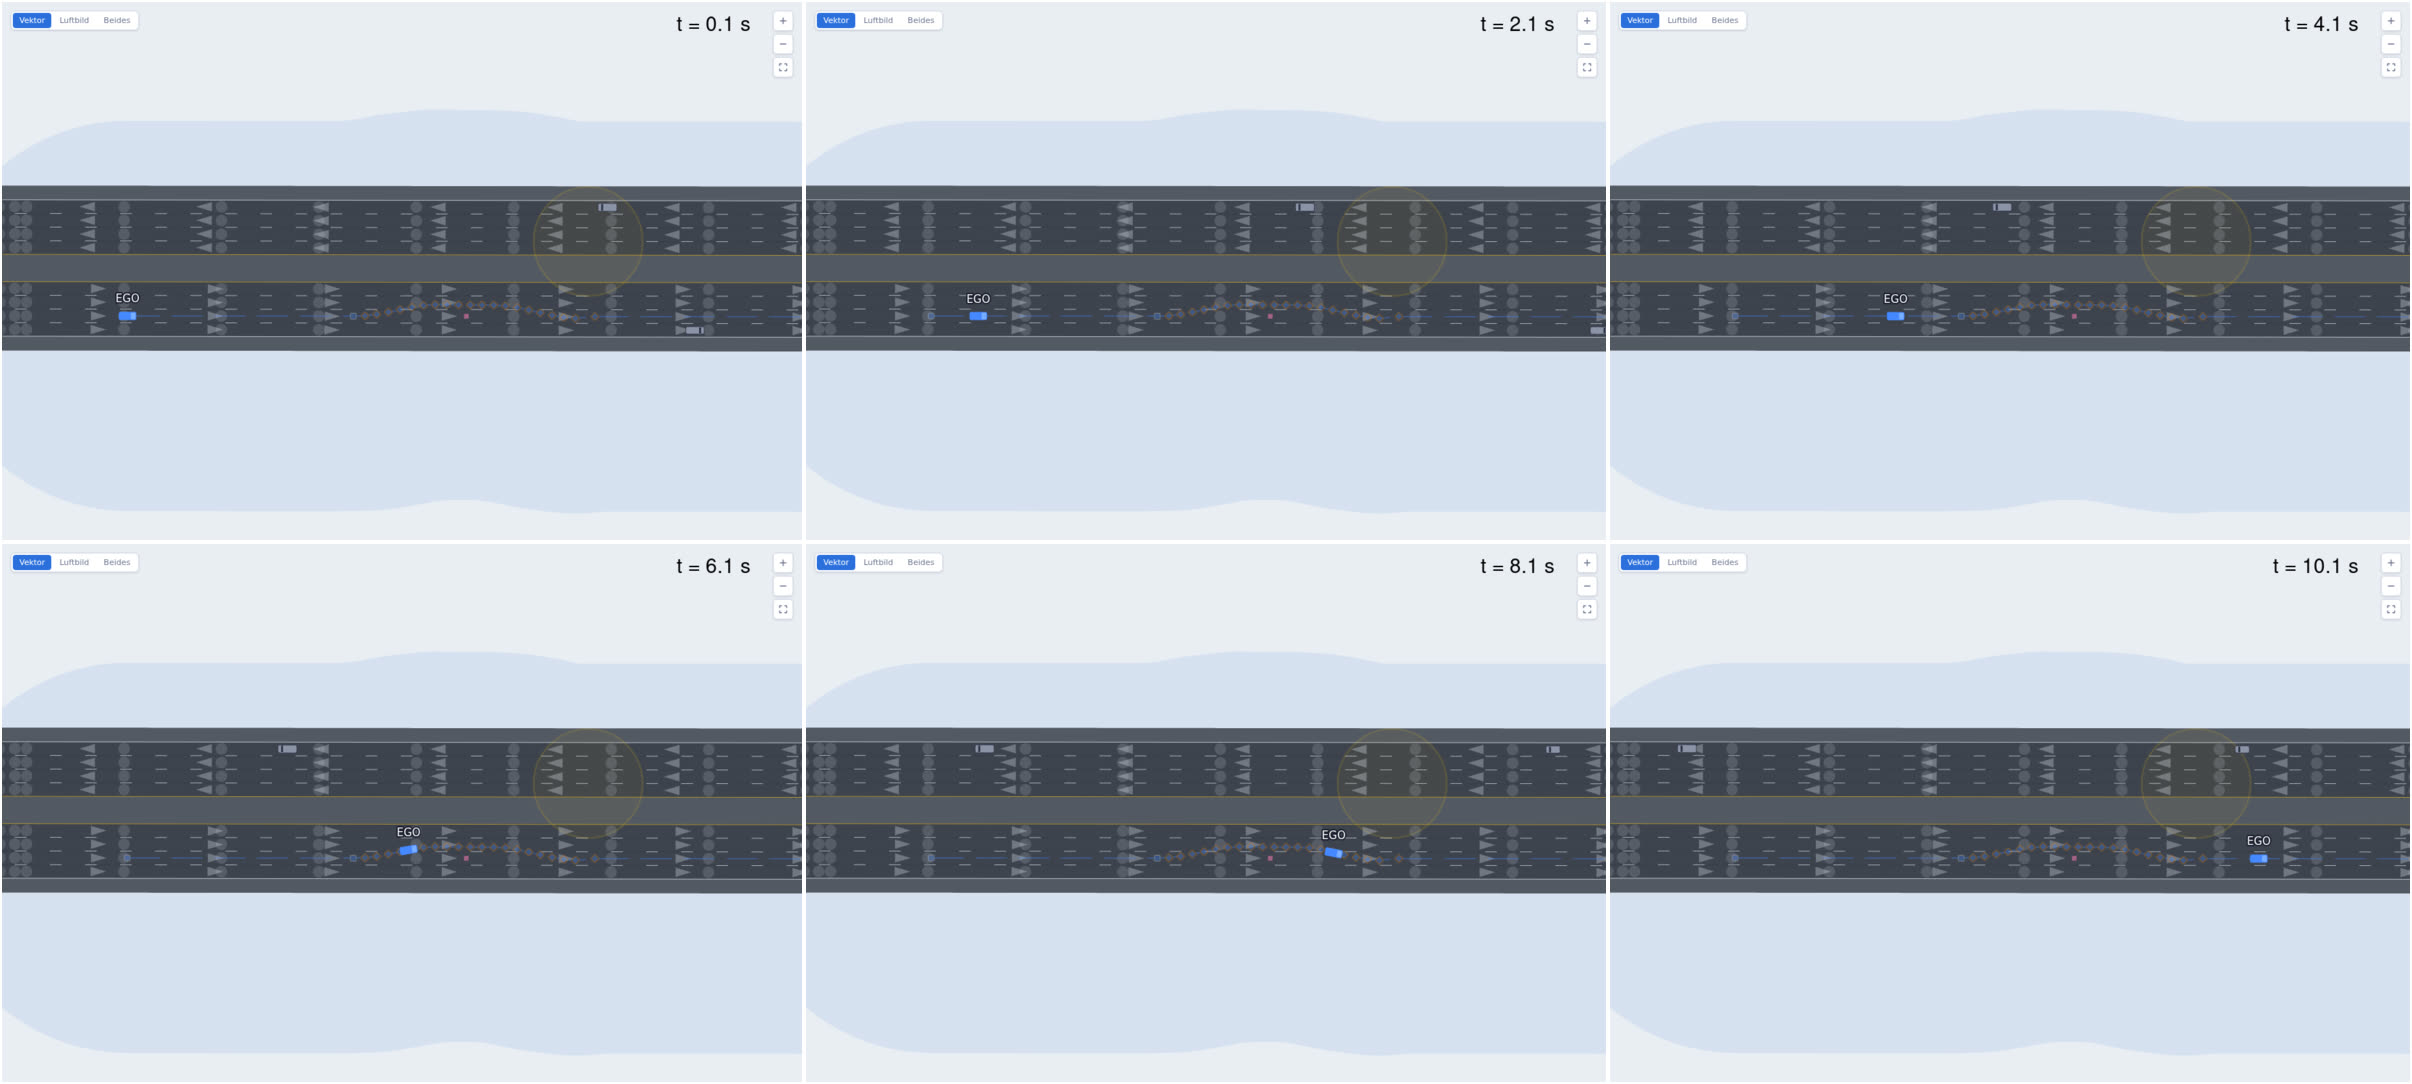 Vektor Luftbild Beides t = 0.1 s +
−
EGO
Vektor Luftbild Beides t = 2.1 s +
−
EGO
Vektor Luftbild Beides t = 4.1 s +
−
EGO
Vektor Luftbild Beides t = 6.1 s +
−
EGO
Vektor Luftbild Beides t = 8.1 s +
−
EGO
Vektor Luftbild Beides t = 10.1 s +
−
EGO